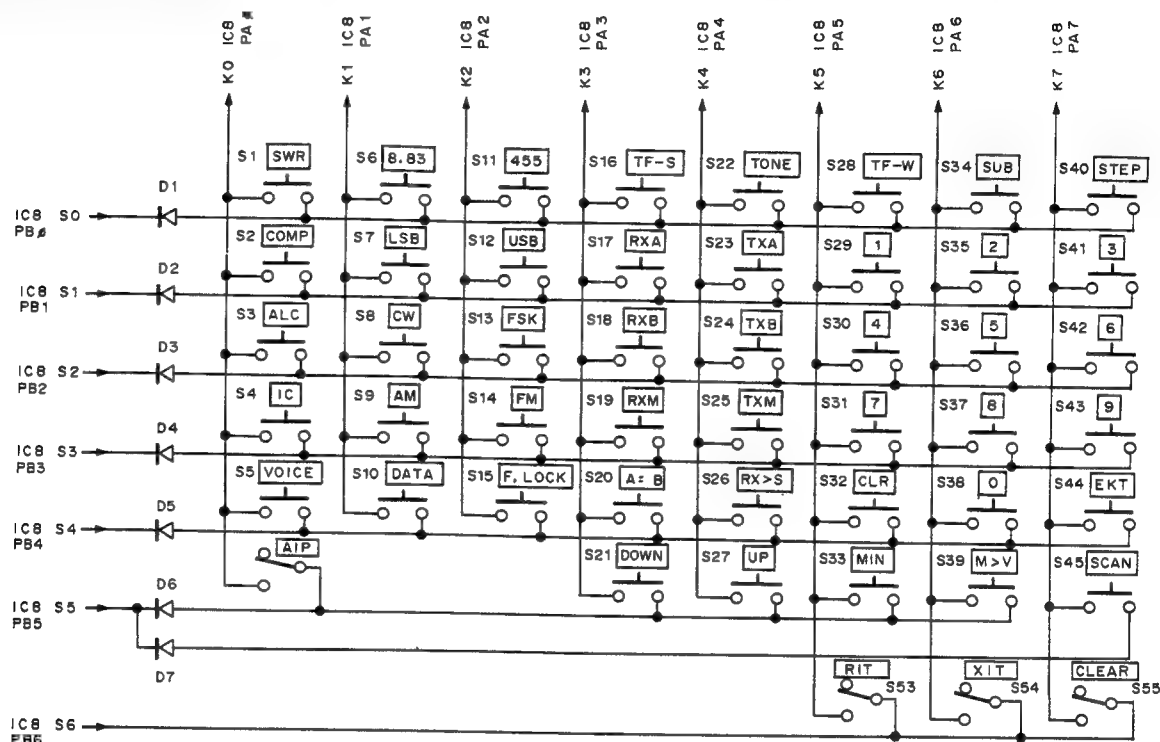 K0 IC8 PA0
K1 IC8 PA1
K2 IC8 PA2
K3 IC8 PA3
K4 IC8 PA4
K5 IC8 PA5
K6 IC8 PA6
K7 IC8 PA7
S1 SWR S6 8.83 S11 455 S16 TF-S S22 TONE S28 TF-W S34 SUB S40 STEP
D1
IC8 S0
PB0
S2 COMP S7 LSB S12 USB S17 RXA S23 TXA S29 1 S35 2 S41 3
D2
IC8 S1
PB1
S3 ALC S8 CW S13 FSK S18 RXB S24 TXB S30 4 S36 5 S42 6
D3
IC8 S2
PB2
S4 IC S9 AM S14 FM S19 RXM S25 TXM S31 7 S37 8 S43 9
D4
IC8 S3
PB3
S5 VOICE S10 DATA S15 F.LOCK S20 A=B S26 RX>S S32 CLR S38 0 S44 EKT
D5
IC8 S4
PB4
AIP S21 DOWN S27 UP S33 MIN S39 M>V S45 SCAN
D6
IC8 S5
PB5
D7
RIT S53 XIT S54 CLEAR S55
IC8 S6
PB6